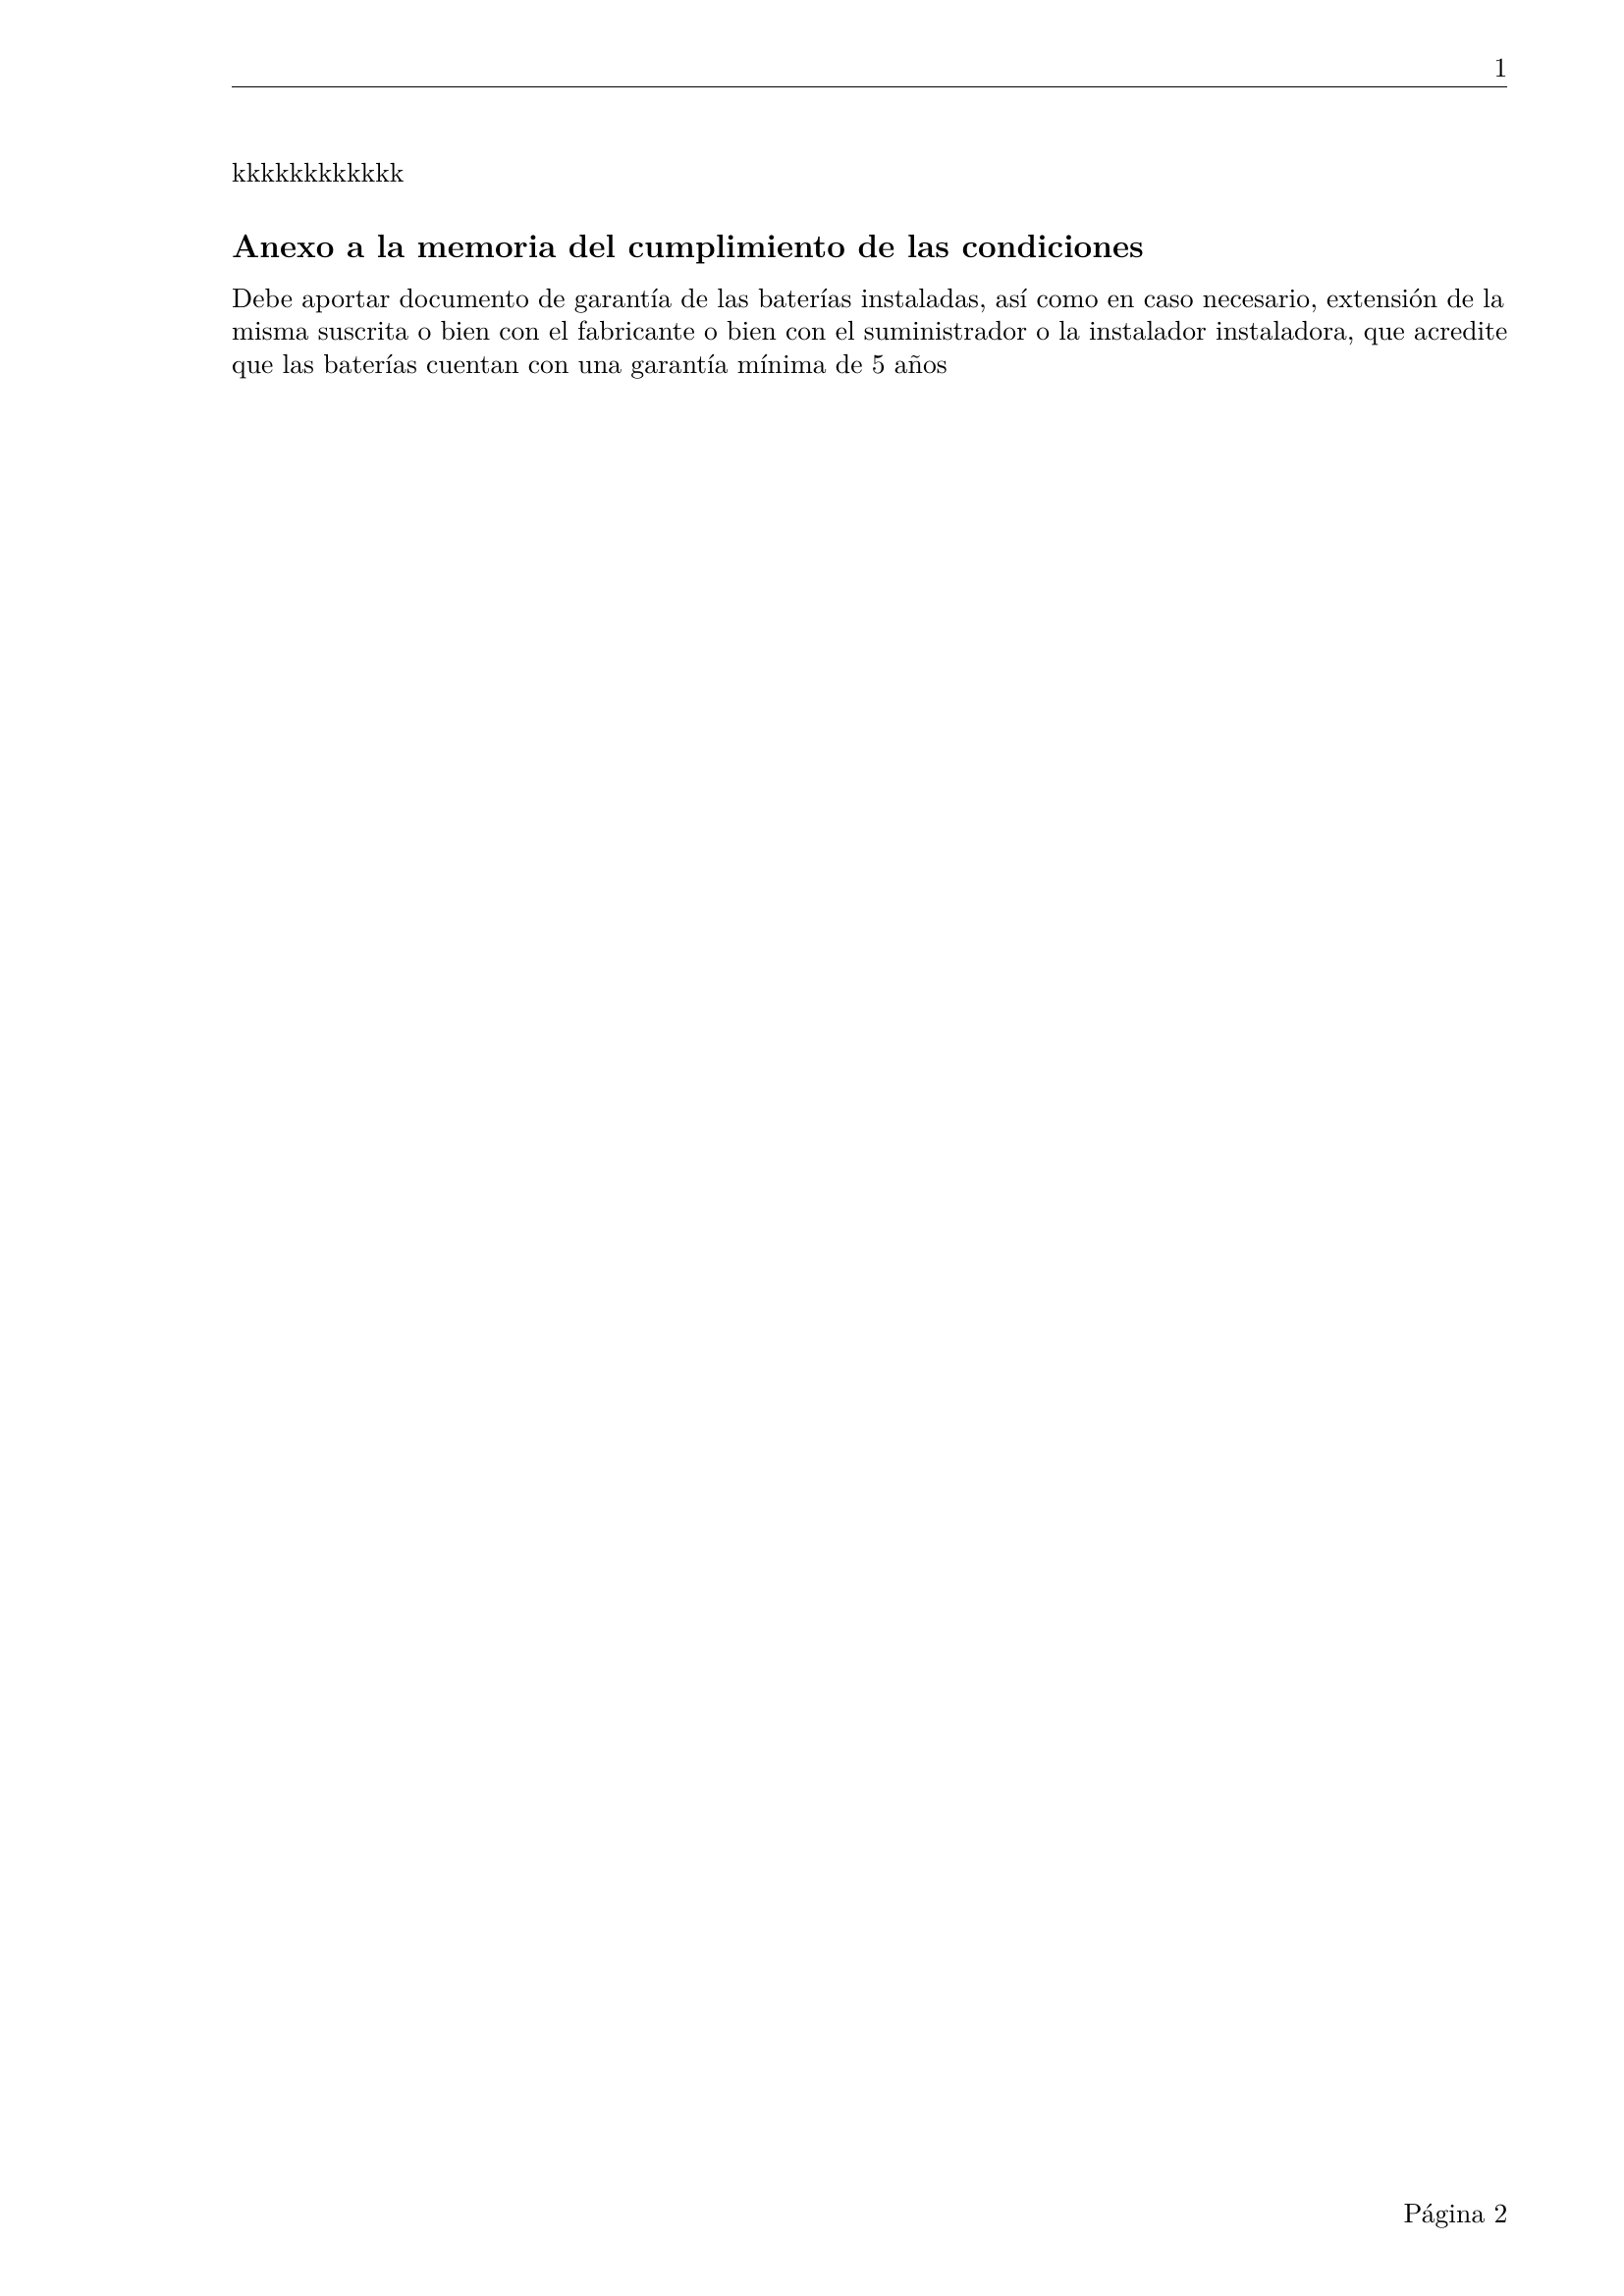 1
kkkkkkkkkkkk
Anexo a la memoria del cumplimiento de las condiciones
Debe aportar documento de garantía de las baterías instaladas, así como en caso necesario, extensión de la
misma suscrita o bien con el fabricante o bien con el suministrador o la instalador instaladora, que acredite
que las baterías cuentan con una garantía mínima de 5 años
Página 2